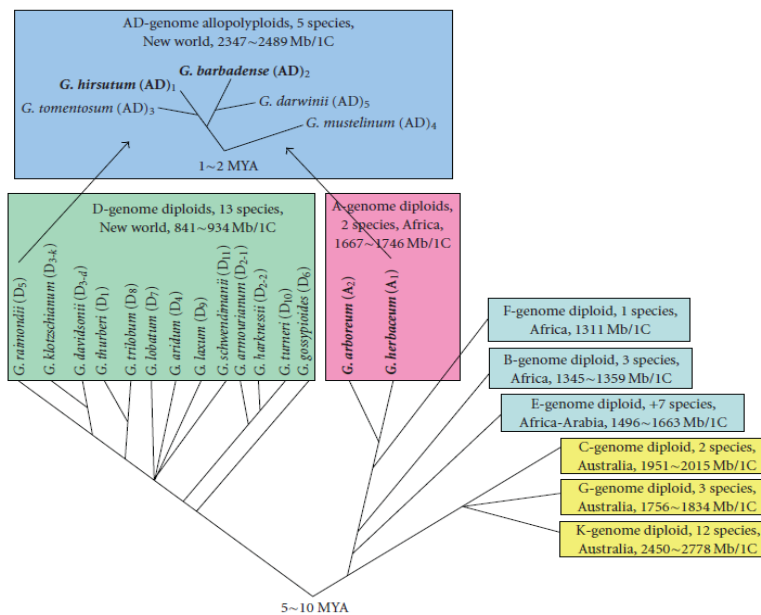 AD-genome allopolyploids, 5 species,
New world, 2347~2489 Mb/1C
G. barbadense (AD)2
G. hirsutum (AD)1
G. darwinii (AD)5
G. tomentosum (AD)3
G. mustelinum (AD)4
1~2 MYA
D-genome diploids, 13 species,
New world, 841~934 Mb/1C
G. raimondii (D5)
G. klotzschianum (D3-k)
G. davidsonii (D3-d)
G. thurberi (D1)
G. trilobum (D8)
G. lobatum (D7)
G. aridum (D4)
G. laxum (D9)
G. schwendimanii (D11)
G. armourianum (D2-1)
G. harknessii (D2-2)
G. turneri (D10)
G. gossypioides (D6)
A-genome diploids,
2 species, Africa,
1667~1746 Mb/1C
G. arboreum (A2)
G. herbaceum (A1)
F-genome diploid, 1 species,
Africa, 1311 Mb/1C
B-genome diploid, 3 species,
Africa, 1345~1359 Mb/1C
E-genome diploid, +7 species,
Africa-Arabia, 1496~1663 Mb/1C
C-genome diploid, 2 species,
Australia, 1951~2015 Mb/1C
G-genome diploid, 3 species,
Australia, 1756~1834 Mb/1C
K-genome diploid, 12 species,
Australia, 2450~2778 Mb/1C
5~10 MYA